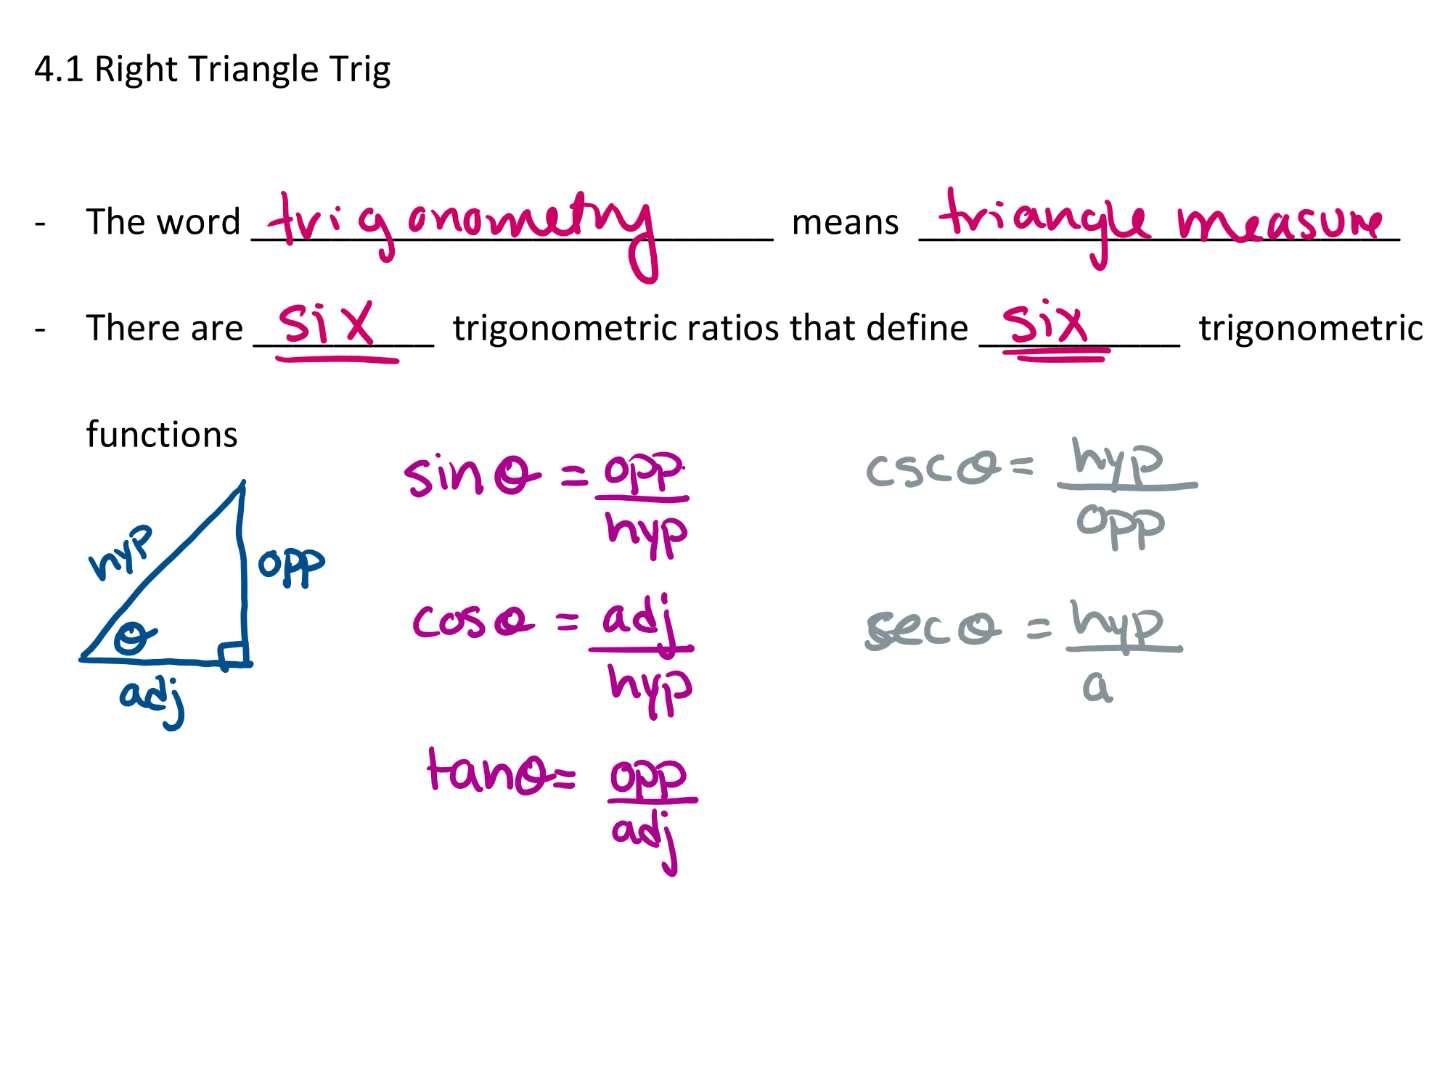 4.1 Right Triangle Trig
- The word trigonometry means triangle measure
- There are six trigonometric ratios that define six trigonometric
functions
hyp
opp
θ
adj
sin θ = opp
hyp
cos θ = adj
hyp
tan θ = opp
adj
csc θ = hyp
opp
sec θ = hyp
a